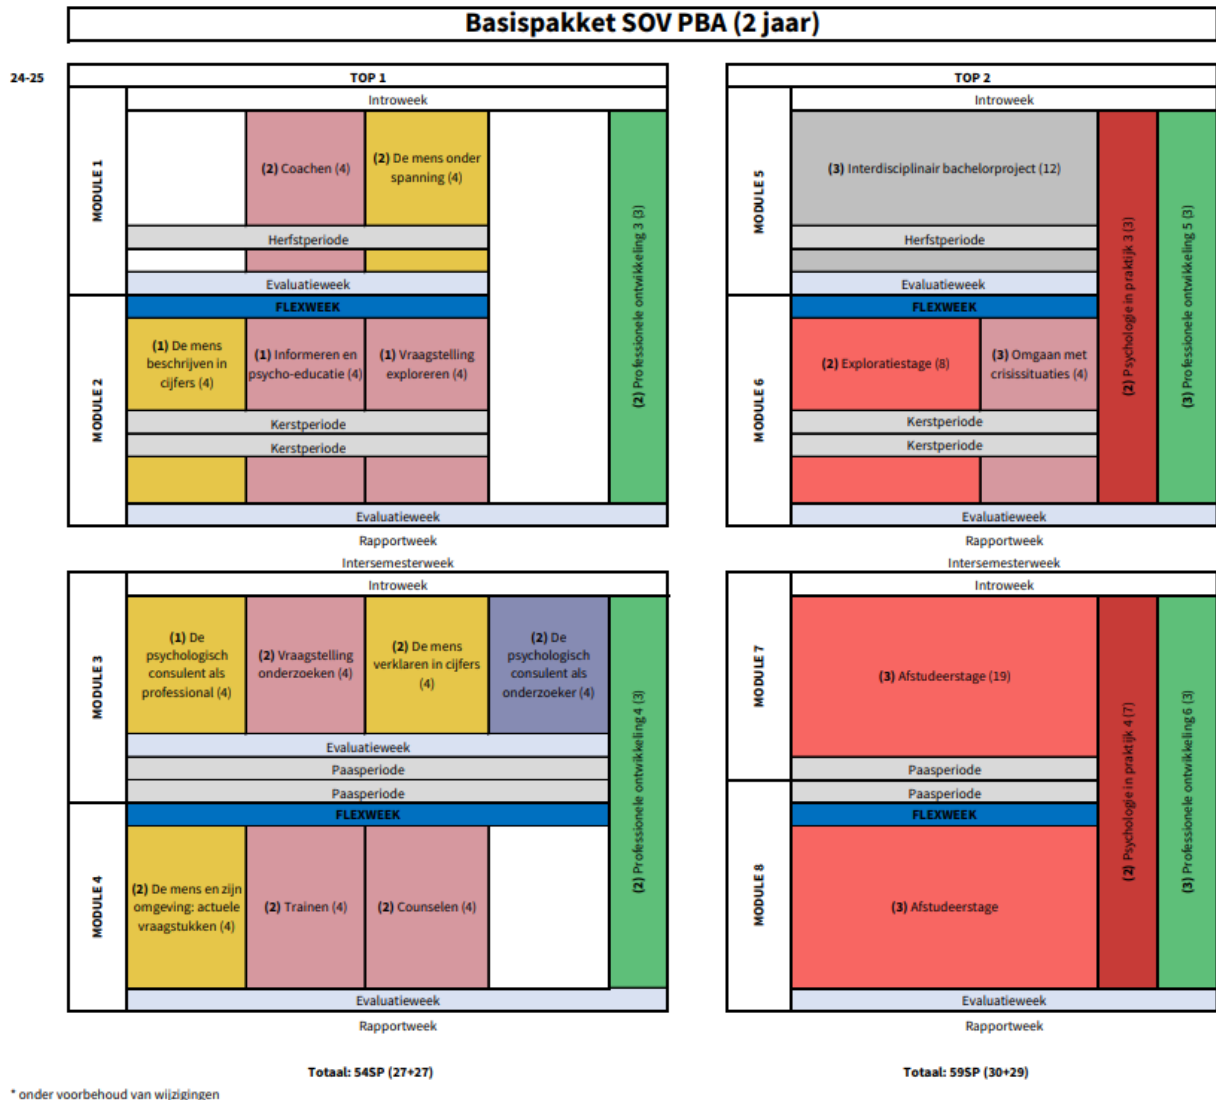 Basispakket SOV PBA (2 jaar)
24-25
TOP 1
Introweek
MODULE 1
(2) Coachen (4)
(2) De mens onder
spanning (4)
Herfstperiode
Evaluatieweek
(2) Professionele ontwikkeling 3 (3)
FLEXWEEK
MODULE 2
(1) De mens
beschrijven in
cijfers (4)
(1) Informeren en
psycho-educatie (4)
(1) Vraagstelling
exploreren (4)
Kerstperiode
Kerstperiode
Evaluatieweek
Rapportweek
Intersemesterweek
Introweek
MODULE 3
(1) De
psychologisch
consulent als
professional (4)
(2) Vraagstelling
onderzoeken (4)
(2) De mens
verklaren in cijfers
(4)
(2) De
psychologisch
consulent als
onderzoeker (4)
Evaluatieweek
Paasperiode
Paasperiode
(2) Professionele ontwikkeling 4 (3)
FLEXWEEK
MODULE 4
(2) De mens en zijn
omgeving: actuele
vraagstukken (4)
(2) Trainen (4)
(2) Counselen (4)
Evaluatieweek
Rapportweek
Totaal: 54SP (27+27)
TOP 2
Introweek
MODULE 5
(3) Interdisciplinair bachelorproject (12)
Herfstperiode
Evaluatieweek
(2) Psychologie in praktijk 3 (3)
(3) Professionele ontwikkeling 5 (3)
FLEXWEEK
MODULE 6
(2) Exploratiestage (8)
(3) Omgaan met
crisissituaties (4)
Kerstperiode
Kerstperiode
Evaluatieweek
Rapportweek
Intersemesterweek
Introweek
MODULE 7
(3) Afstudeerstage (19)
Paasperiode
Paasperiode
(2) Psychologie in praktijk 4 (7)
(3) Professionele ontwikkeling 6 (3)
FLEXWEEK
MODULE 8
(3) Afstudeerstage
Evaluatieweek
Rapportweek
Totaal: 59SP (30+29)
* onder voorbehoud van wijzigingen